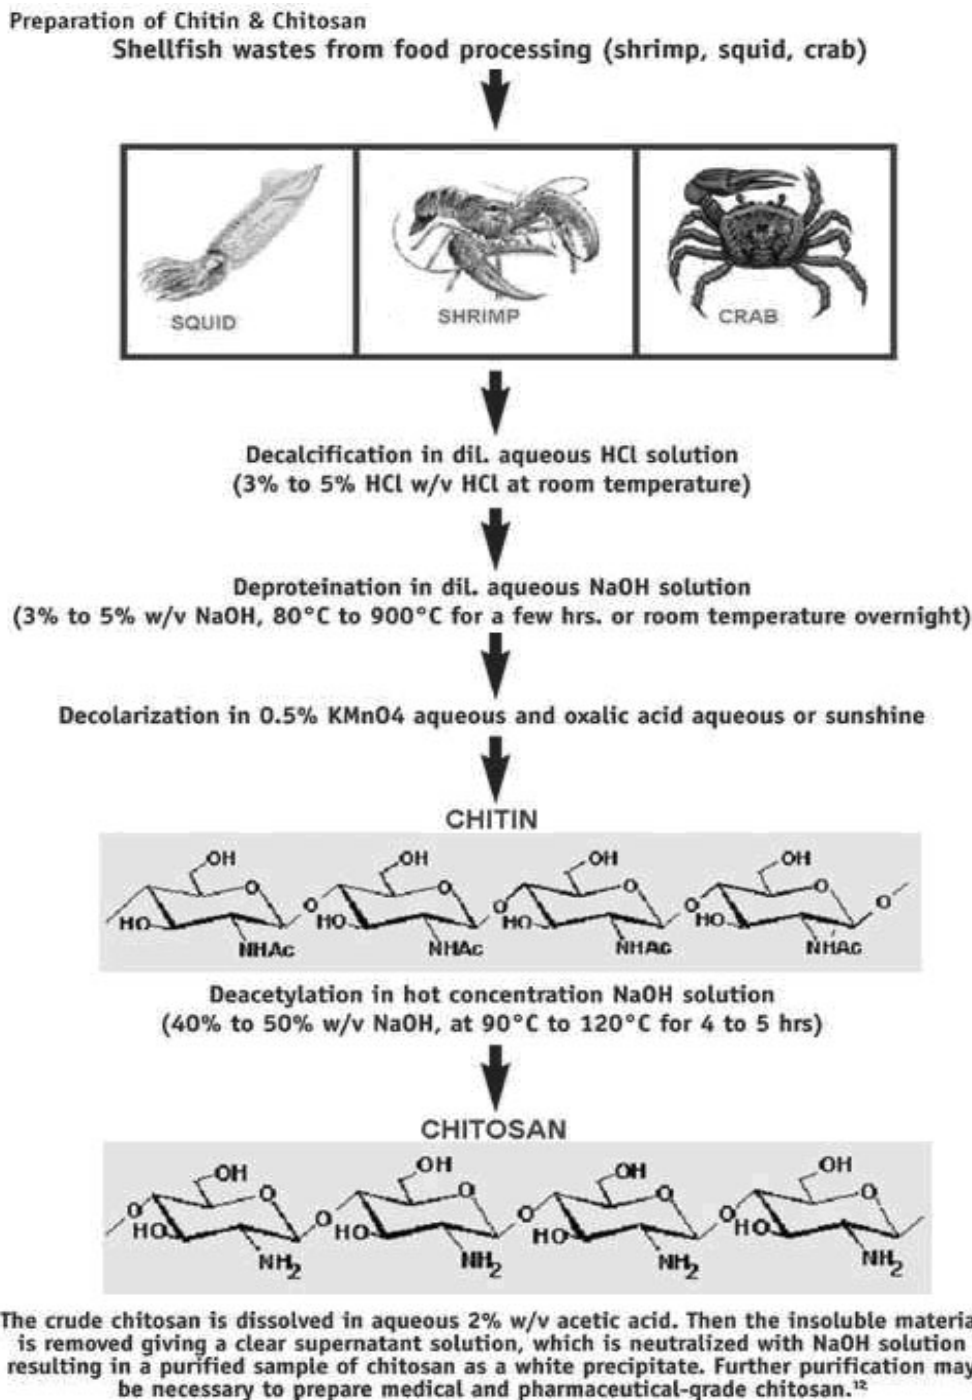 Preparation of Chitin & Chitosan
Shellfish wastes from food processing (shrimp, squid, crab)
SQUID
SHRIMP
CRAB
Decalcification in dil. aqueous HCl solution
(3% to 5% HCl w/v HCl at room temperature)
Deproteination in dil. aqueous NaOH solution
(3% to 5% w/v NaOH, 80°C to 900°C for a few hrs. or room temperature overnight)
Decolarization in 0.5% KMnO4 aqueous and oxalic acid aqueous or sunshine
CHITIN
OH OH OH OH
O O O O
O O O O
HO HO HO HO
NHAc NHAc NHAc NHAc
Deacetylation in hot concentration NaOH solution
(40% to 50% w/v NaOH, at 90°C to 120°C for 4 to 5 hrs)
CHITOSAN
OH OH OH OH
O O O O
O O O O
HO HO HO HO
NH2 NH2 NH2 NH2
The crude chitosan is dissolved in aqueous 2% w/v acetic acid. Then the insoluble materia
is removed giving a clear supernatant solution, which is neutralized with NaOH solution
resulting in a purified sample of chitosan as a white precipitate. Further purification may
be necessary to prepare medical and pharmaceutical-grade chitosan.¹²